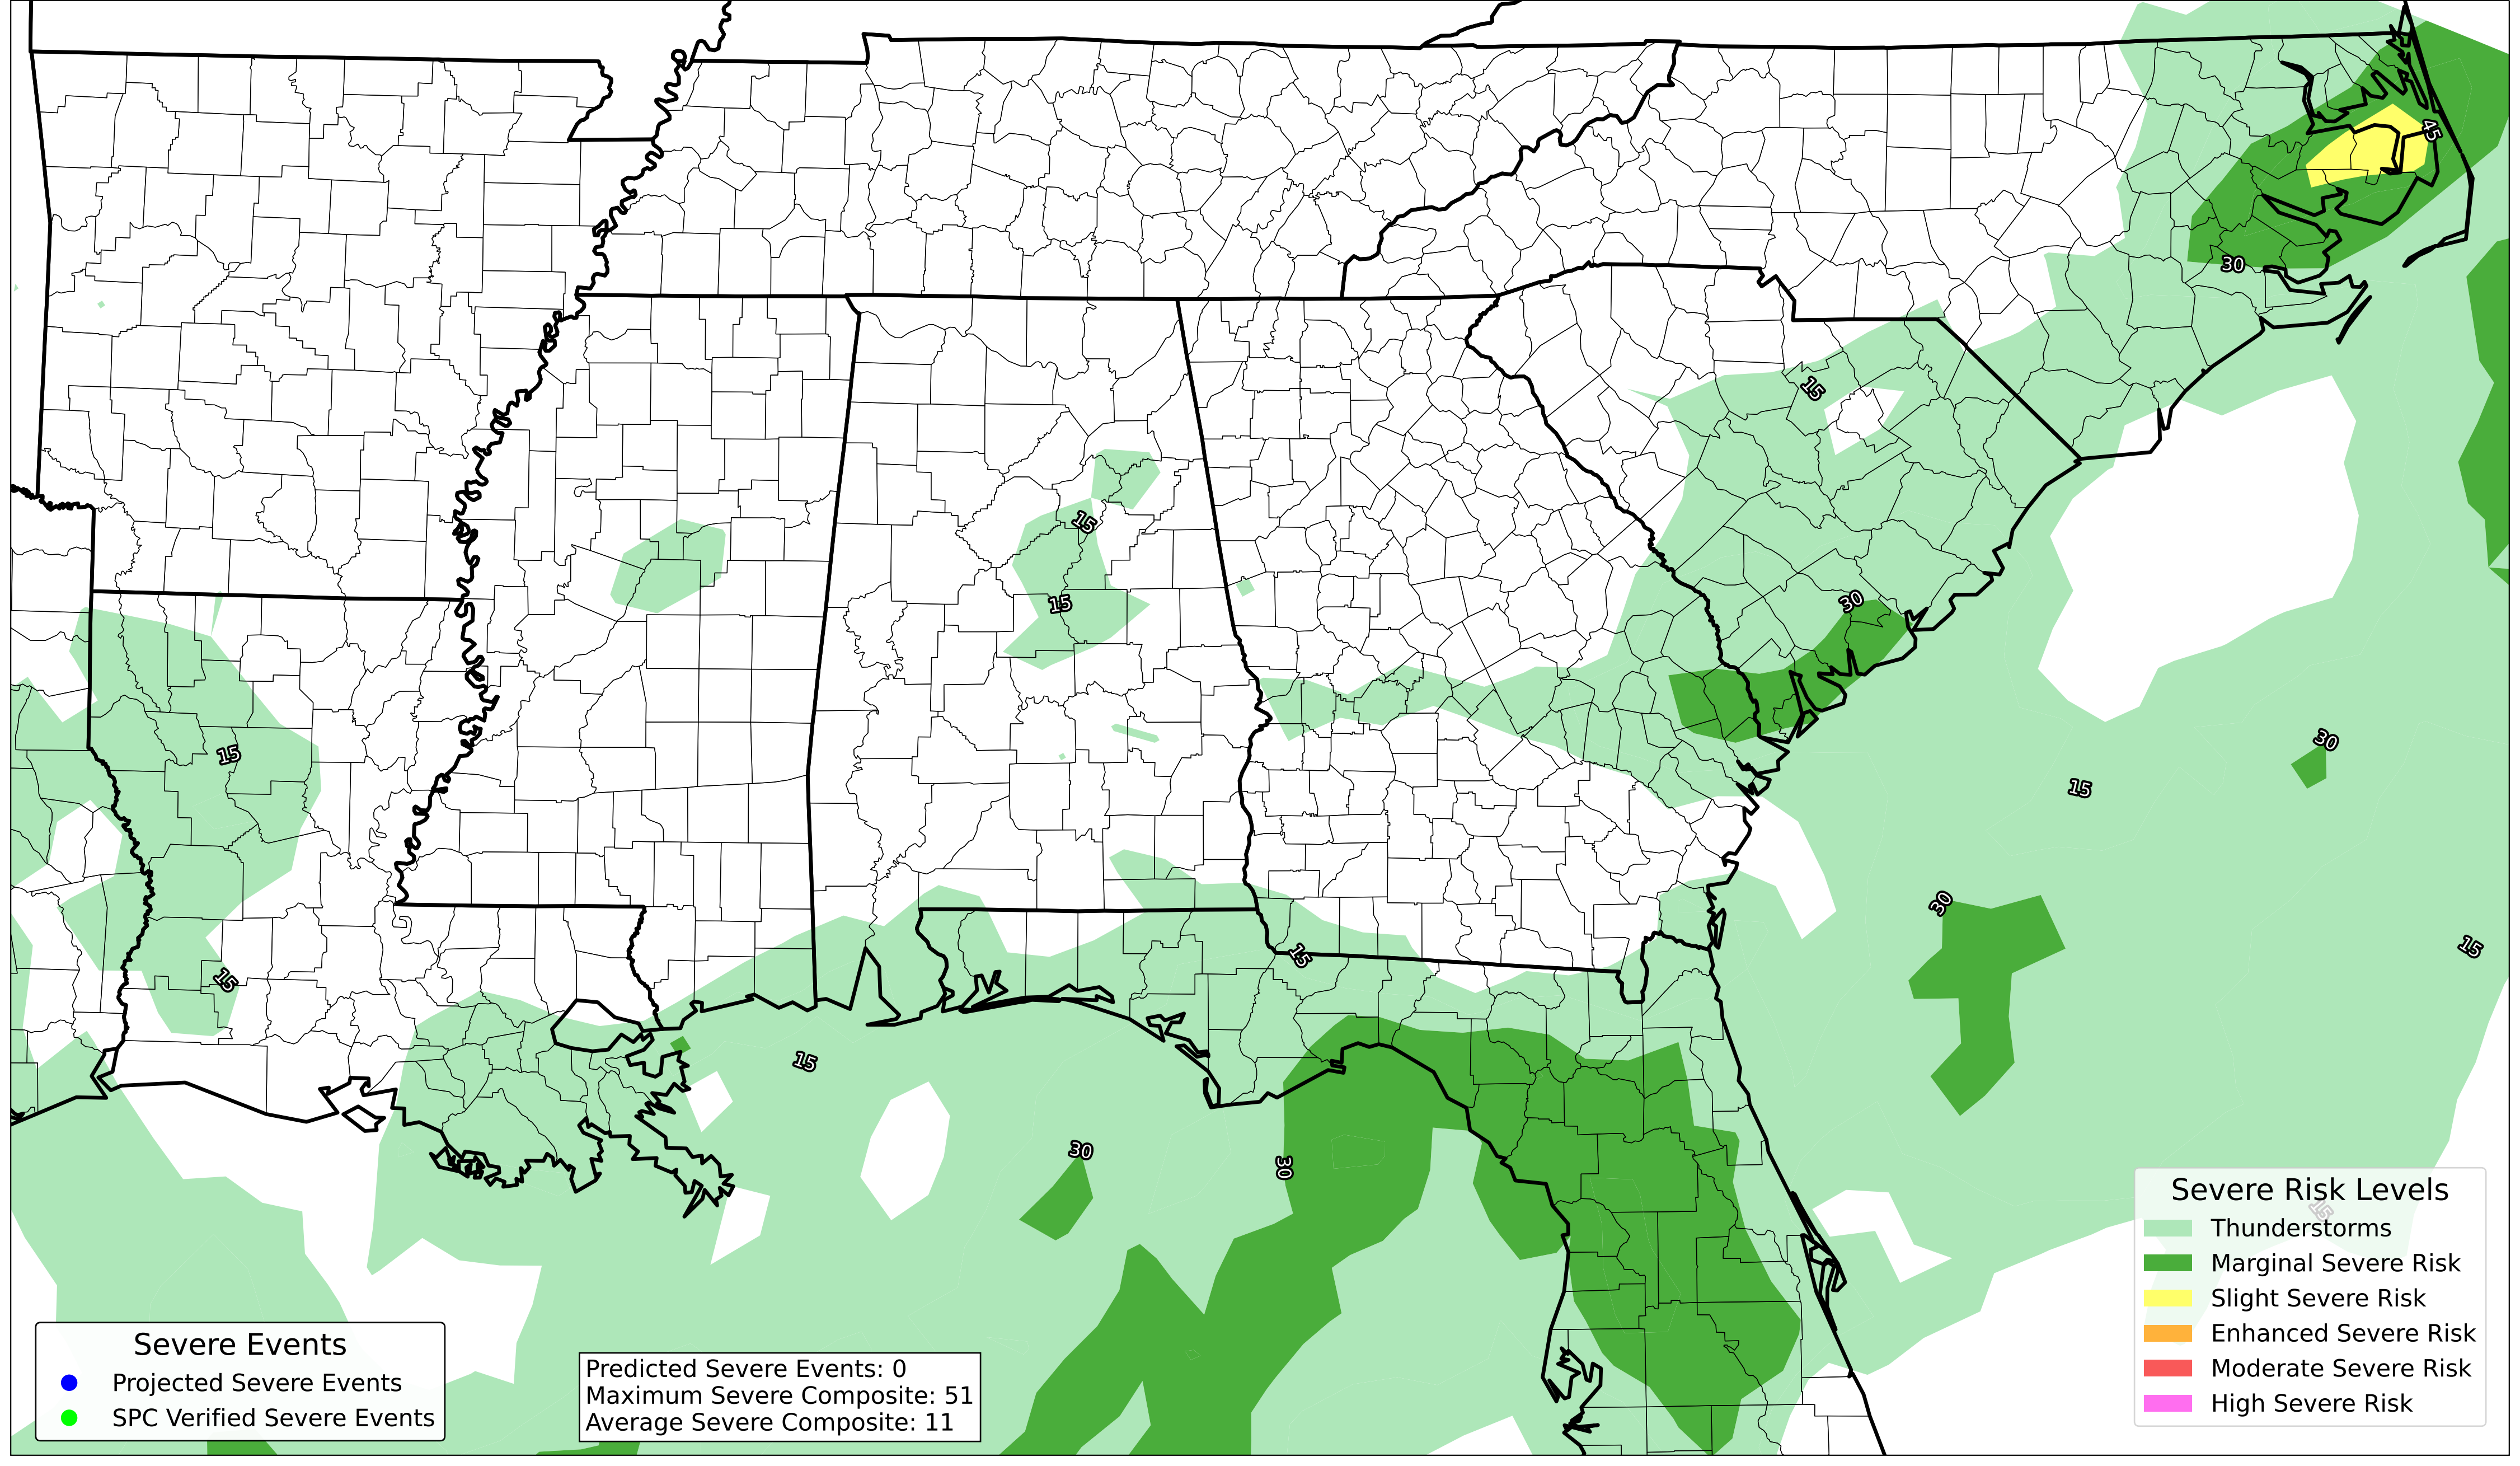 45
30
15
15
30
15
15
30
15
15
30
15
15
15
15
30
30
Severe Risk Levels
15
Thunderstorms
Marginal Severe Risk
Slight Severe Risk
Enhanced Severe Risk
Moderate Severe Risk
High Severe Risk
Severe Events
Projected Severe Events
SPC Verified Severe Events
Predicted Severe Events: 0
Maximum Severe Composite: 51
Average Severe Composite: 11